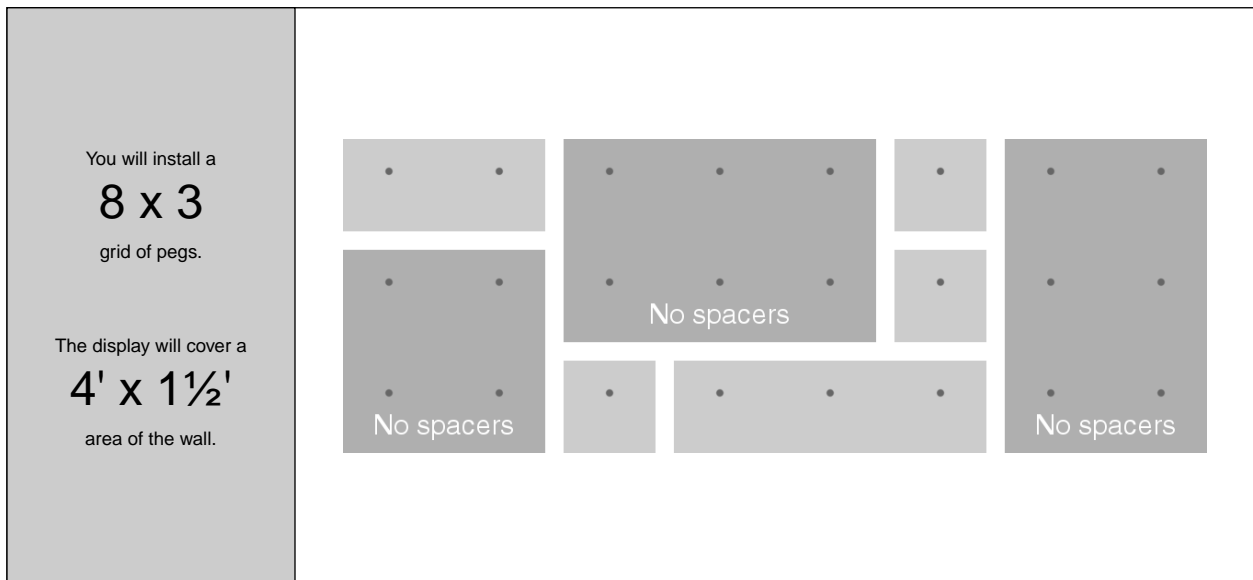 You will install a
8 x 3
grid of pegs.
The display will cover a
4' x 1½'
area of the wall.
No spacers
No spacers
No spacers